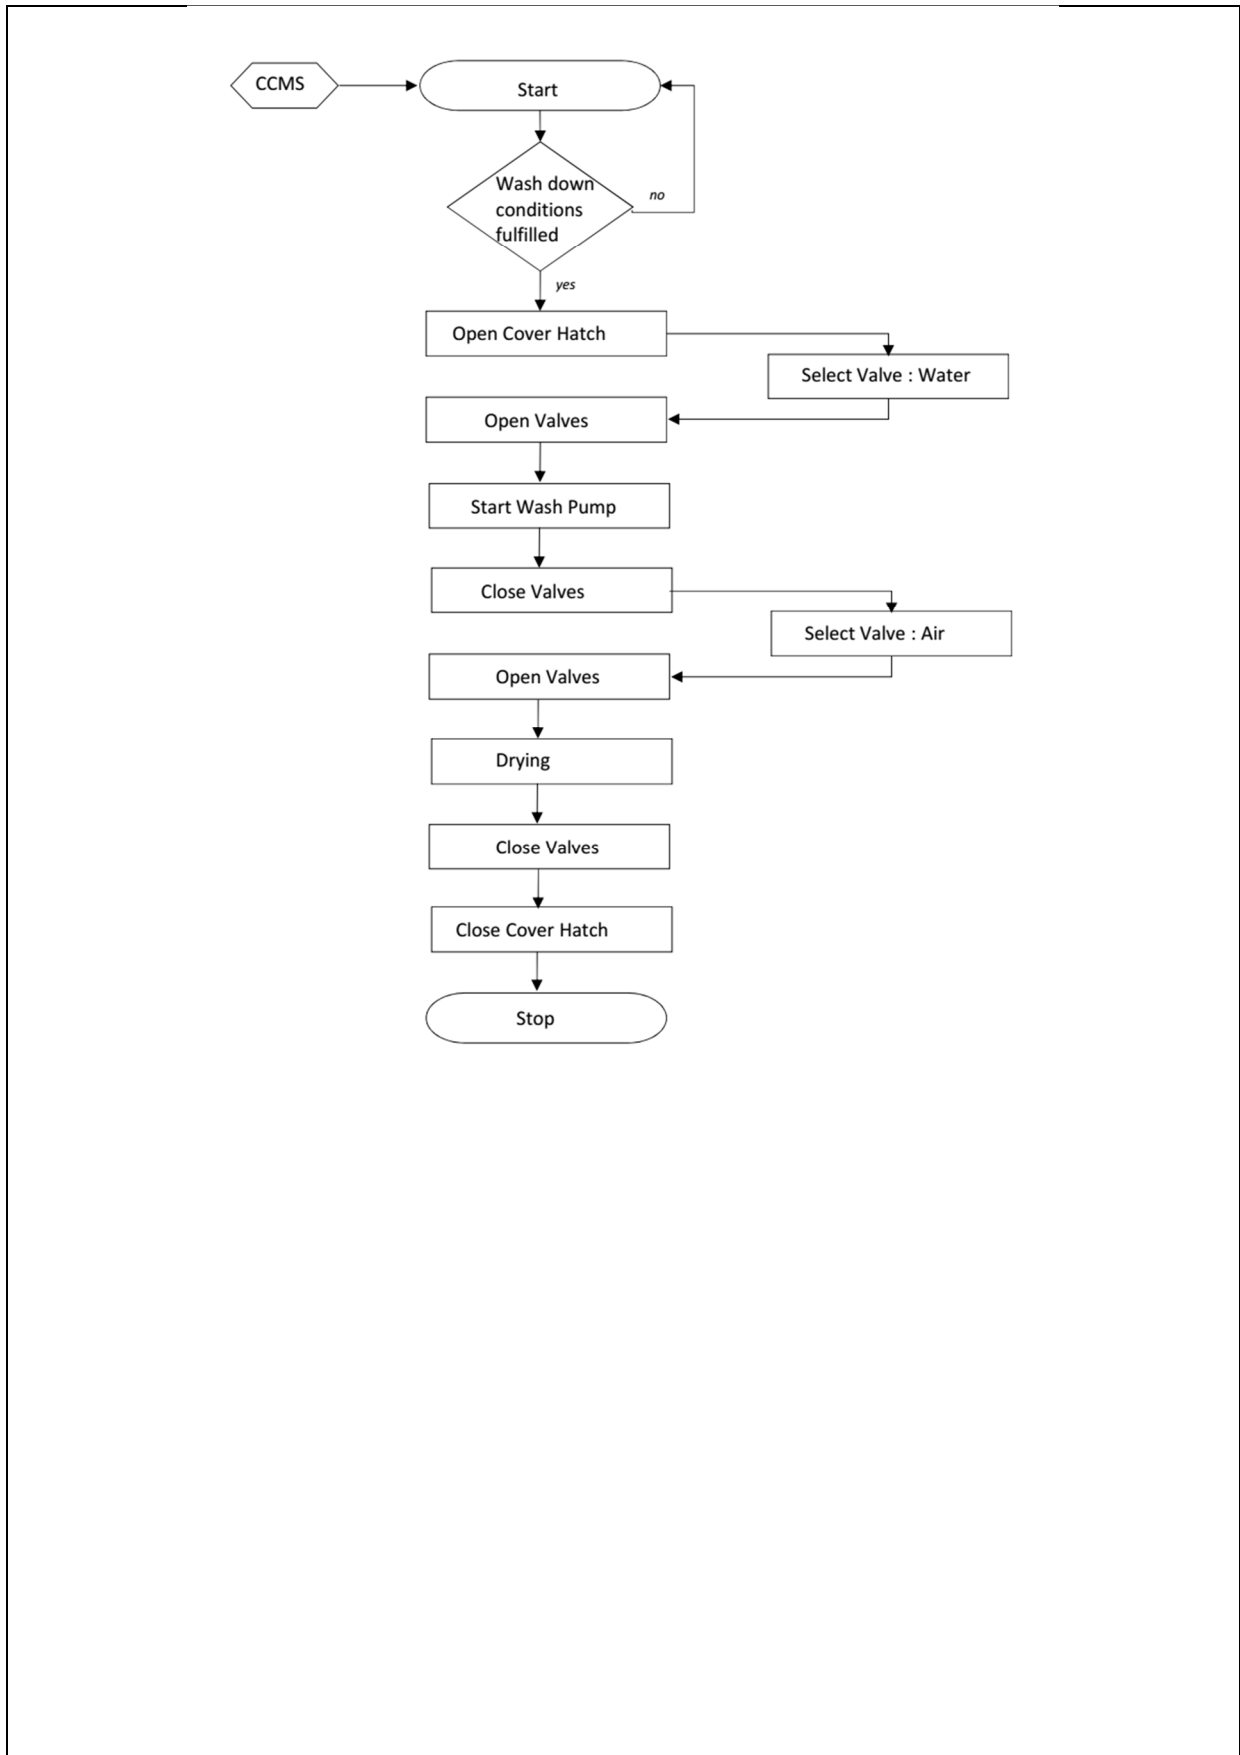 CCMS
Start
Wash down
conditions
fulfilled
no
yes
Open Cover Hatch
Select Valve : Water
Open Valves
Start Wash Pump
Close Valves
Select Valve : Air
Open Valves
Drying
Close Valves
Close Cover Hatch
Stop